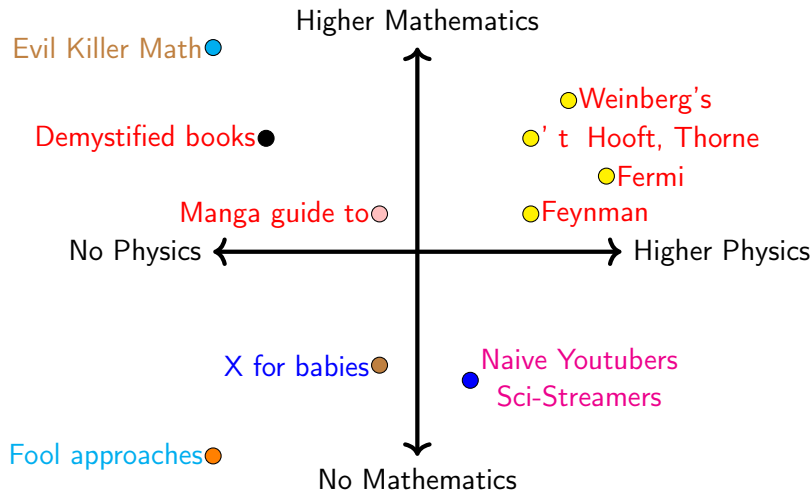 Higher Mathematics
Evil Killer Math
Weinberg's
Demystified books
' t Hooft, Thorne
Fermi
Manga guide to
Feynman
No Physics
Higher Physics
X for babies
Naive Youtubers
Sci-Streamers
Fool approaches
No Mathematics